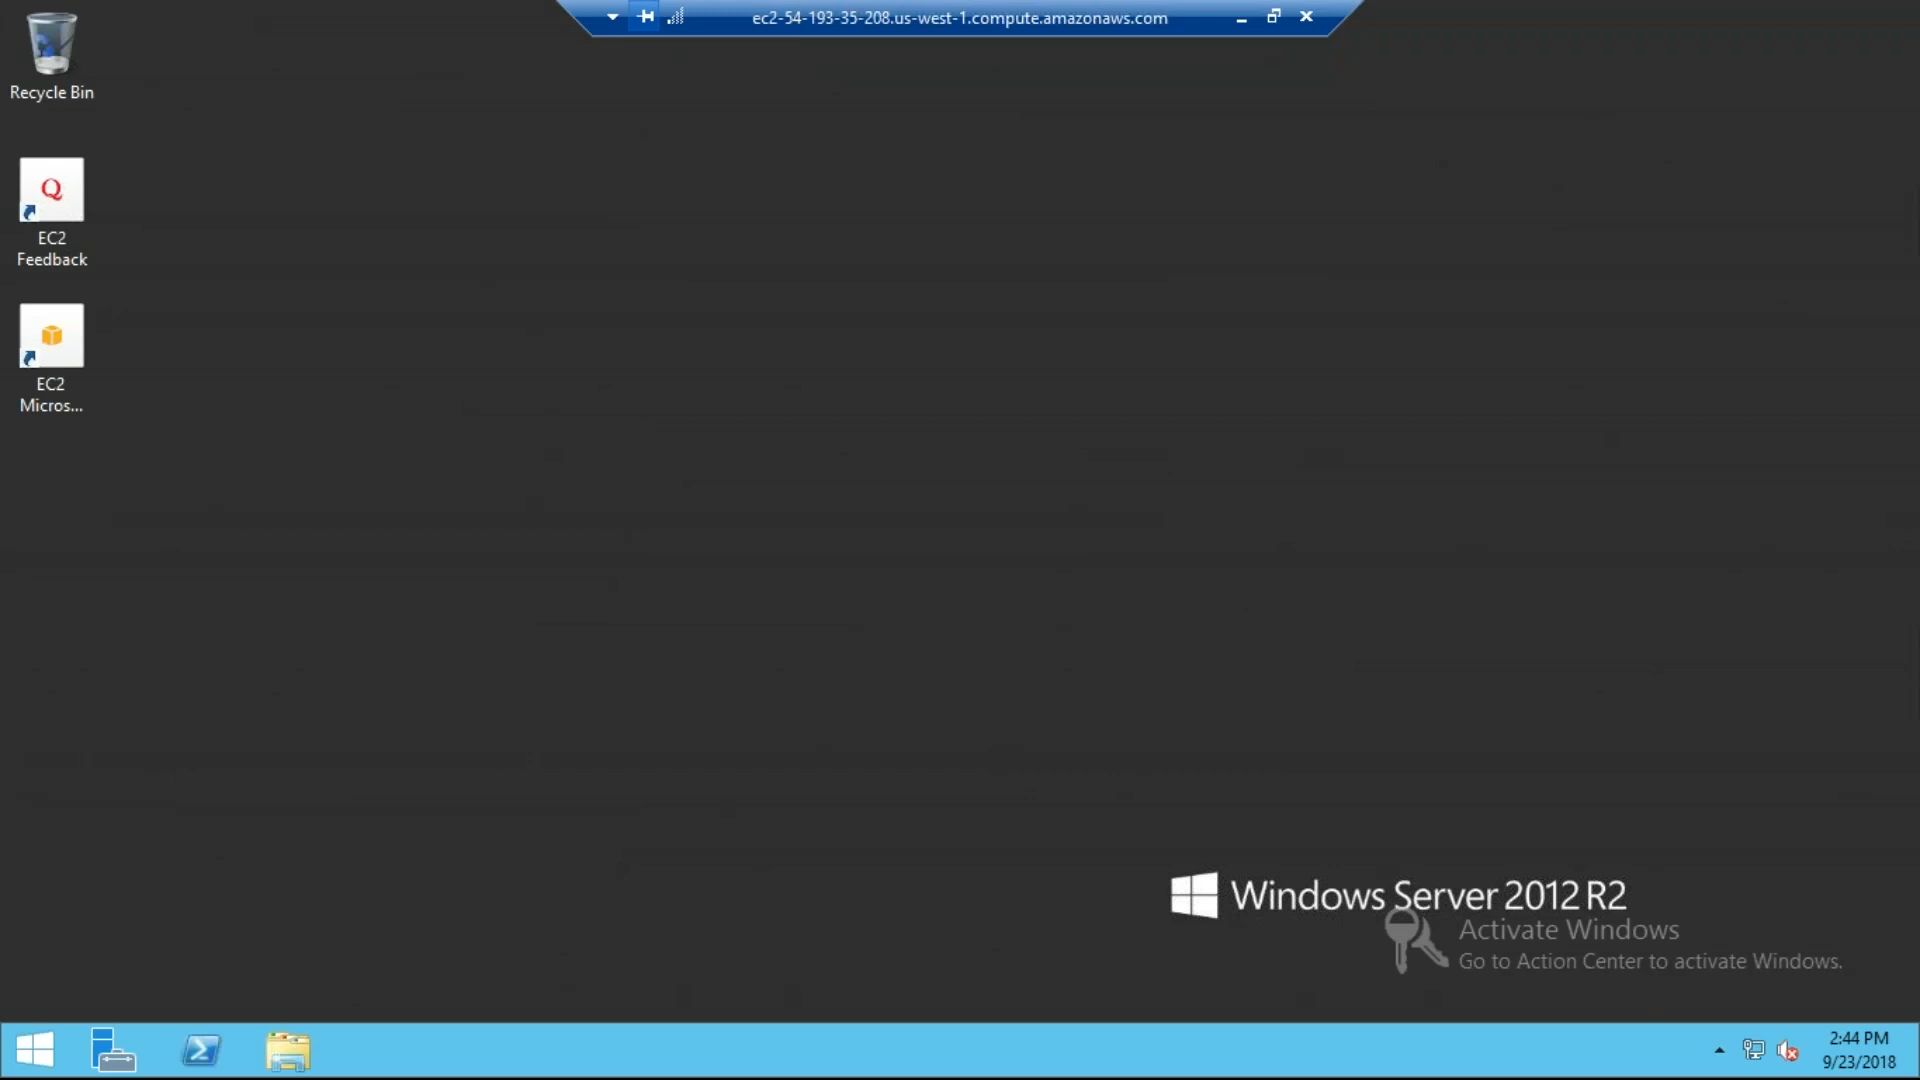 ec2-54-193-35-208.us-west-1.compute.amazonaws.com
Recycle Bin
Q
EC2
Feedback
EC2
Micros...
Windows Server 2012 R2
Activate Windows
Go to Action Center to activate Windows.
2:44 PM
9/23/2018